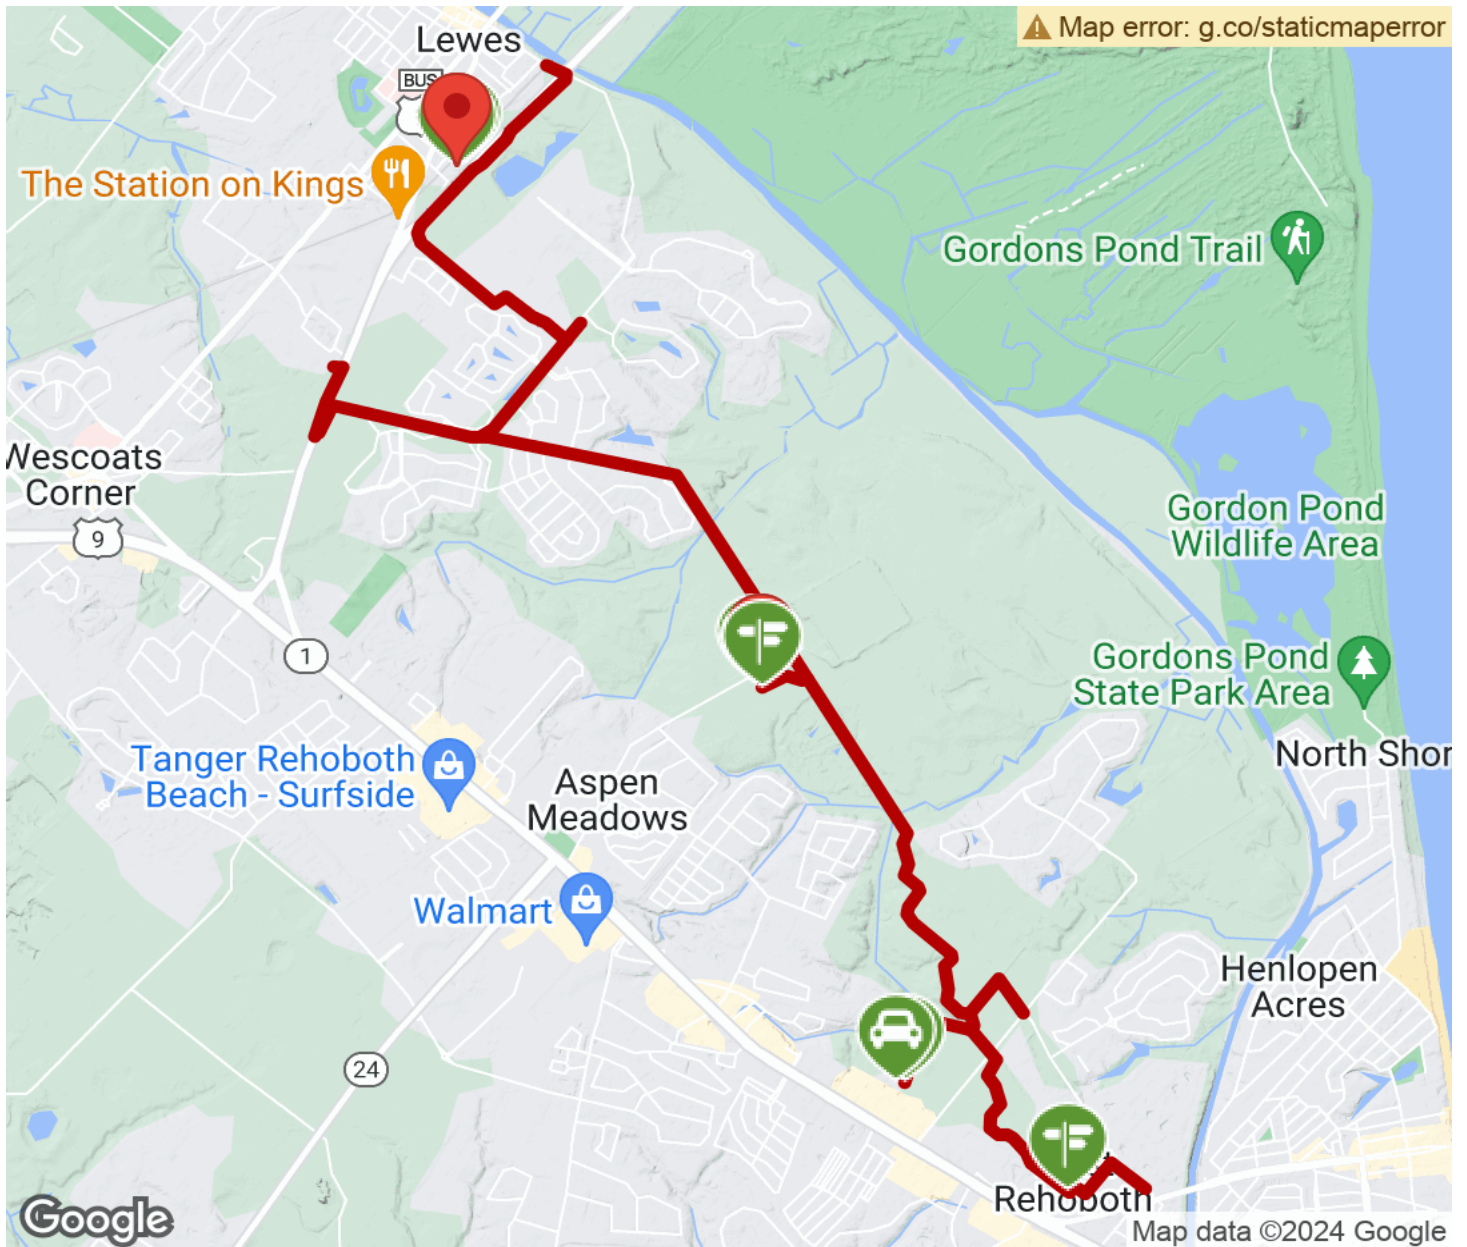 Lewes
Map error: g.co/staticmaperror
BUS
The Station on Kings
Gordons Pond Trail
Wescoats
Corner
9
Gordon Pond
Wildlife Area
1
Gordons Pond
State Park Area
North Shor
Tanger Rehoboth
Beach - Surfside
Aspen
Meadows
Walmart
Henlopen
Acres
24
Rehoboth
Google
Map data ©2024 Google